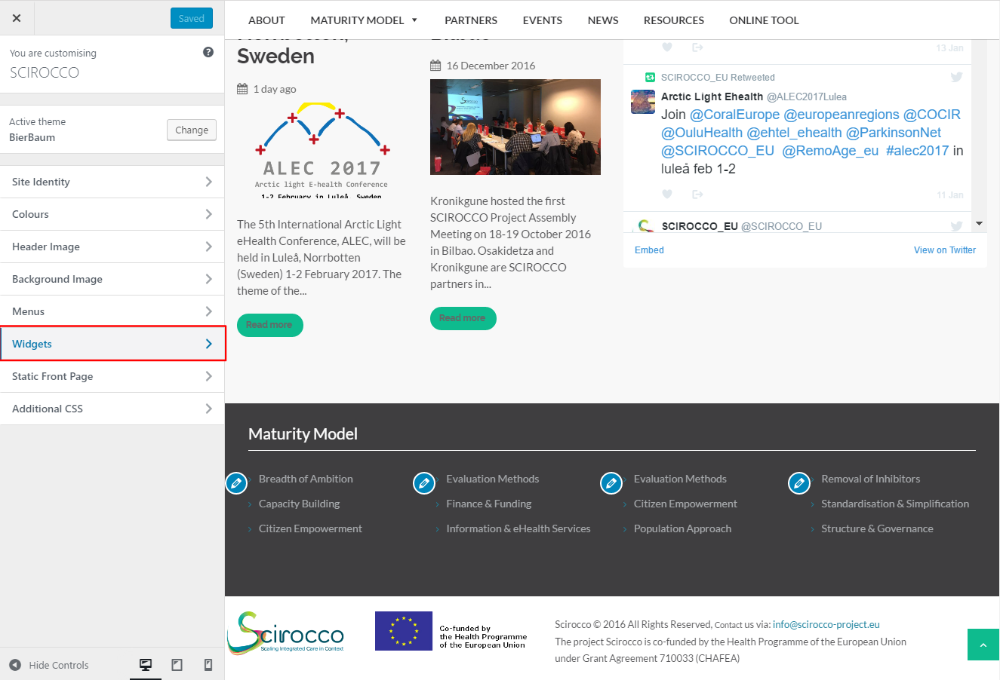 Saved
You are customising
SCIROCCO
Active theme
BierBaum
Change
Site Identity
Colours
Header Image
Background Image
Menus
Widgets
Static Front Page
Additional CSS
Hide Controls
ABOUT MATURITY MODEL PARTNERS EVENTS NEWS RESOURCES ONLINE TOOL
Sweden
1 day ago
ALEC 2017
Arctic light E-health Conference
1-2 February in Luleå, Sweden
The 5th International Arctic Light
eHealth Conference, ALEC, will be
held in Luleå, Norrbotten
(Sweden) 1-2 February 2017. The
theme of the...
Read more
16 December 2016
Kronikgune hosted the first
SCIROCCO Project Assembly
Meeting on 18-19 October 2016
in Bilbao. Osakidetza and
Kronikgune are SCIROCCO
partners in...
Read more
13 Jan
SCIROCCO_EU Retweeted
Arctic Light Ehealth @ALEC2017Lulea
Join @CoralEurope @europeanregions @COCIR
@OuluHealth @ehtel_ehealth @ParkinsonNet
@SCIROCCO_EU @RemoAge_eu #alec2017 in
luleå feb 1-2
11 Jan
SCIROCCO_EU @SCIROCCO_EU
Embed
View on Twitter
Maturity Model
Breadth of Ambition
Capacity Building
Citizen Empowerment
Evaluation Methods
Finance & Funding
Information & eHealth Services
Evaluation Methods
Citizen Empowerment
Population Approach
Removal of Inhibitors
Standardisation & Simplification
Structure & Governance
Scirocco
Scaling Integrated Care in Context
Co-funded by
the Health Programme
of the European Union
Scirocco © 2016 All Rights Reserved, Contact us via: info@scirocco-project.eu
The project Scirocco is co-funded by the Health Programme of the European Union
under Grant Agreement 710033 (CHAFEA)